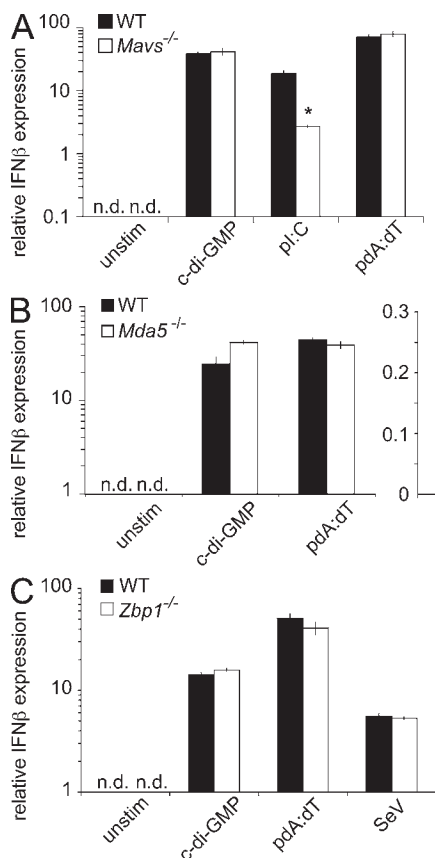 A
WT
Mavs-/-
relative IFNβ expression
100
10
1
0.1
n.d. n.d.
*
unstim
c-di-GMP
pI:C
pdA:dT
B
WT
Mda5-/-
relative IFNβ expression
100
10
1
n.d. n.d.
unstim
c-di-GMP
pdA:dT
0.3
0.2
0.1
0
C
WT
Zbp1-/-
relative IFNβ expression
100
10
1
n.d. n.d.
unstim
c-di-GMP
pdA:dT
SeV